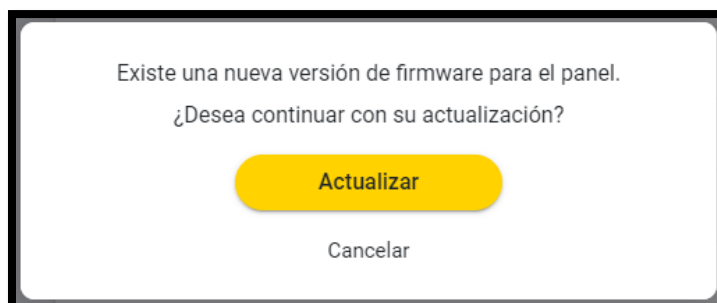 Existe una nueva versión de firmware para el panel.
¿Desea continuar con su actualización?
Actualizar
Cancelar